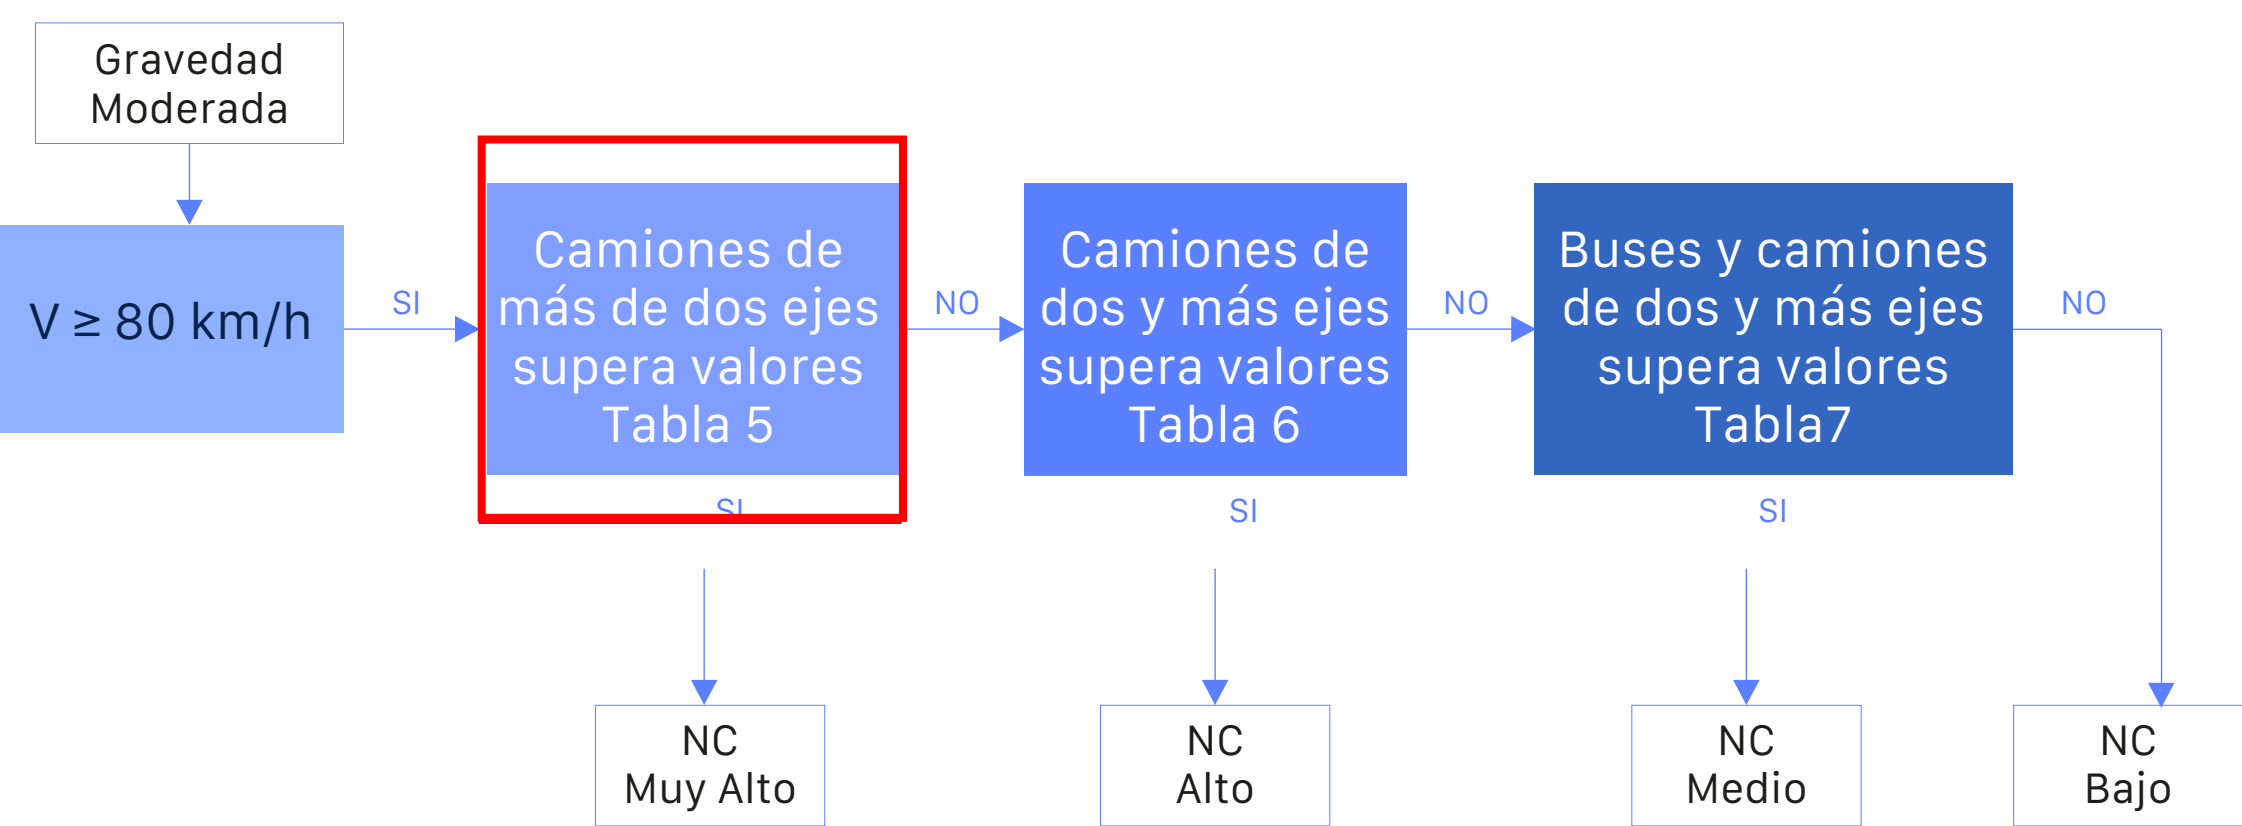 Gravedad
Moderada
V ≥ 80 km/h
SI
Camiones de
más de dos ejes
supera valores
Tabla 5
NO
Camiones de
dos y más ejes
supera valores
Tabla 6
NO
Buses y camiones
de dos y más ejes
supera valores
Tabla7
NO
SI
SI
SI
NC
Muy Alto
NC
Alto
NC
Medio
NC
Bajo